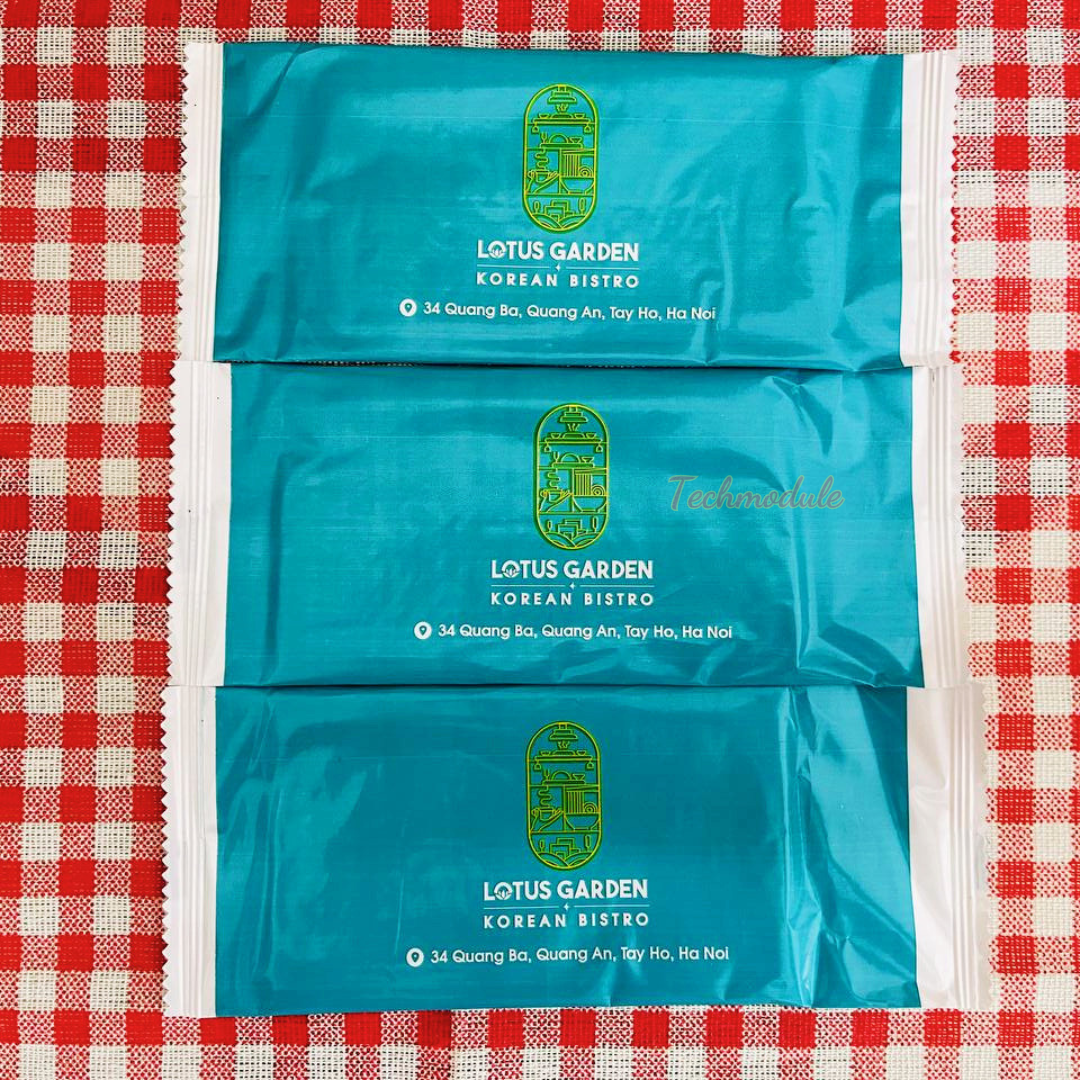 LOTUS GARDEN
KOREAN BISTRO
34 Quang Ba, Quang An, Tay Ho, Ha Noi
Techmodule
LOTUS GARDEN
KOREAN BISTRO
34 Quang Ba, Quang An, Tay Ho, Ha Noi
LOTUS GARDEN
KOREAN BISTRO
34 Quang Ba, Quang An, Tay Ho, Ha Noi